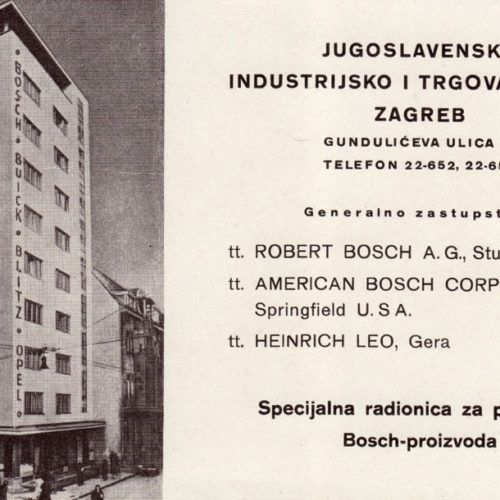 BOSCH · BUICK · BLITZ · OPEL ·
JUGOSLAVENSK
INDUSTRIJSKO I TRGOVA
ZAGREB
GUNDULIĆEVA ULICA
TELEFON 22-652, 22-6
Generalno zastupst
tt. ROBERT BOSCH A. G., Stu
tt. AMERICAN BOSCH CORP
Springfield U. S A.
tt. HEINRICH LEO, Gera
Specijalna radionica za p
Bosch-proizvoda